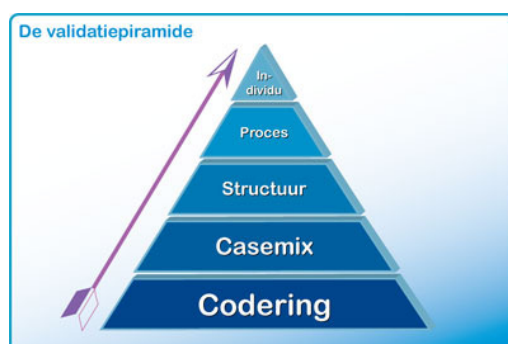 De validatiepiramide
In-
dividu
Proces
Structuur
Casemix
Codering